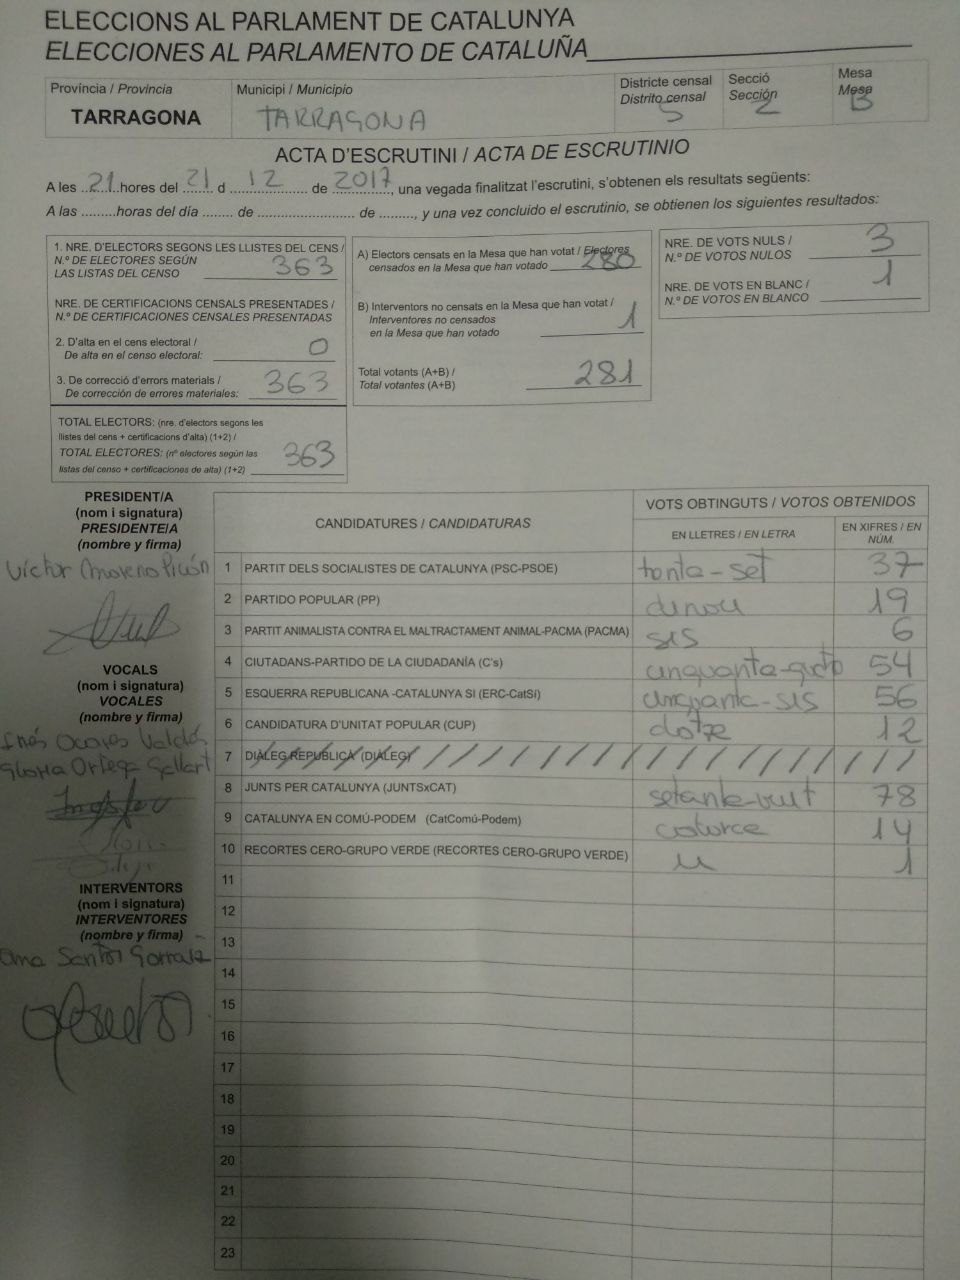 ELECCIONS AL PARLAMENT DE CATALUNYA
ELECCIONES AL PARLAMENTO DE CATALUÑA
Província / Provincia
TARRAGONA
Municipi / Municipio
TARRAGONA
Districte censal
Distrito censal
5
Secció
Sección
2
Mesa
Mesa
B
ACTA D'ESCRUTINI / ACTA DE ESCRUTINIO
A les 21 hores del 21 d 12 de 2017, una vegada finalitzat l'escrutini, s'obtenen els resultats següents:
A las .........horas del día ........ de ......................... de ........., y una vez concluido el escrutinio, se obtienen los siguientes resultados:
1. NRE. D'ELECTORS SEGONS LES LLISTES DEL CENS /
N.º DE ELECTORES SEGÚN
LAS LISTAS DEL CENSO 363
NRE. DE CERTIFICACIONS CENSALS PRESENTADES /
N.º DE CERTIFICACIONES CENSALES PRESENTADAS
2. D'alta en el cens electoral /
De alta en el censo electoral: 0
3. De correcció d'errors materials /
De corrección de errores materiales: 363
TOTAL ELECTORS: (nre. d'electors segons les
llistes del cens + certificacions d'alta) (1+2) /
TOTAL ELECTORES: (nº electores según las
listas del censo + certificaciones de alta) (1+2) 363
A) Electors censats en la Mesa que han votat / Electores
censados en la Mesa que han votado 280
B) Interventors no censats en la Mesa que han votat /
Interventores no censados
en la Mesa que han votado 1
Total votants (A+B) /
Total votantes (A+B) 281
NRE. DE VOTS NULS /
N.º DE VOTOS NULOS 3
NRE. DE VOTS EN BLANC /
N.º DE VOTOS EN BLANCO 1
PRESIDENT/A
(nom i signatura)
PRESIDENTE/A
(nombre y firma)
Víctor Moreno Picón
VOCALS
(nom i signatura)
VOCALES
(nombre y firma)
Inés Valdés
Gloria Ortega Gallart
INTERVENTORS
(nom i signatura)
INTERVENTORES
(nombre y firma)
Ana Santos
CANDIDATURES / CANDIDATURAS
VOTS OBTINGUTS / VOTOS OBTENIDOS
EN LLETRES / EN LETRA
EN XIFRES / EN
NÚM.
1 PARTIT DELS SOCIALISTES DE CATALUNYA (PSC-PSOE) tonta-set 37
2 PARTIDO POPULAR (PP) dinou 19
3 PARTIT ANIMALISTA CONTRA EL MALTRACTAMENT ANIMAL-PACMA (PACMA) sis 6
4 CIUTADANS-PARTIDO DE LA CIUDADANÍA (C's) cinquanta-quatre 54
5 ESQUERRA REPUBLICANA -CATALUNYA SI (ERC-CatSí) cinquanta-sis 56
6 CANDIDATURA D'UNITAT POPULAR (CUP) dotze 12
7 DIÀLEG REPUBLICÀ (DIÀLEG)
8 JUNTS PER CATALUNYA (JUNTSxCAT) setanta-vuit 78
9 CATALUNYA EN COMÚ-PODEM (CatComú-Podem) catorce 14
10 RECORTES CERO-GRUPO VERDE (RECORTES CERO-GRUPO VERDE) u 1
11
12
13
14
15
16
17
18
19
20
21
22
23